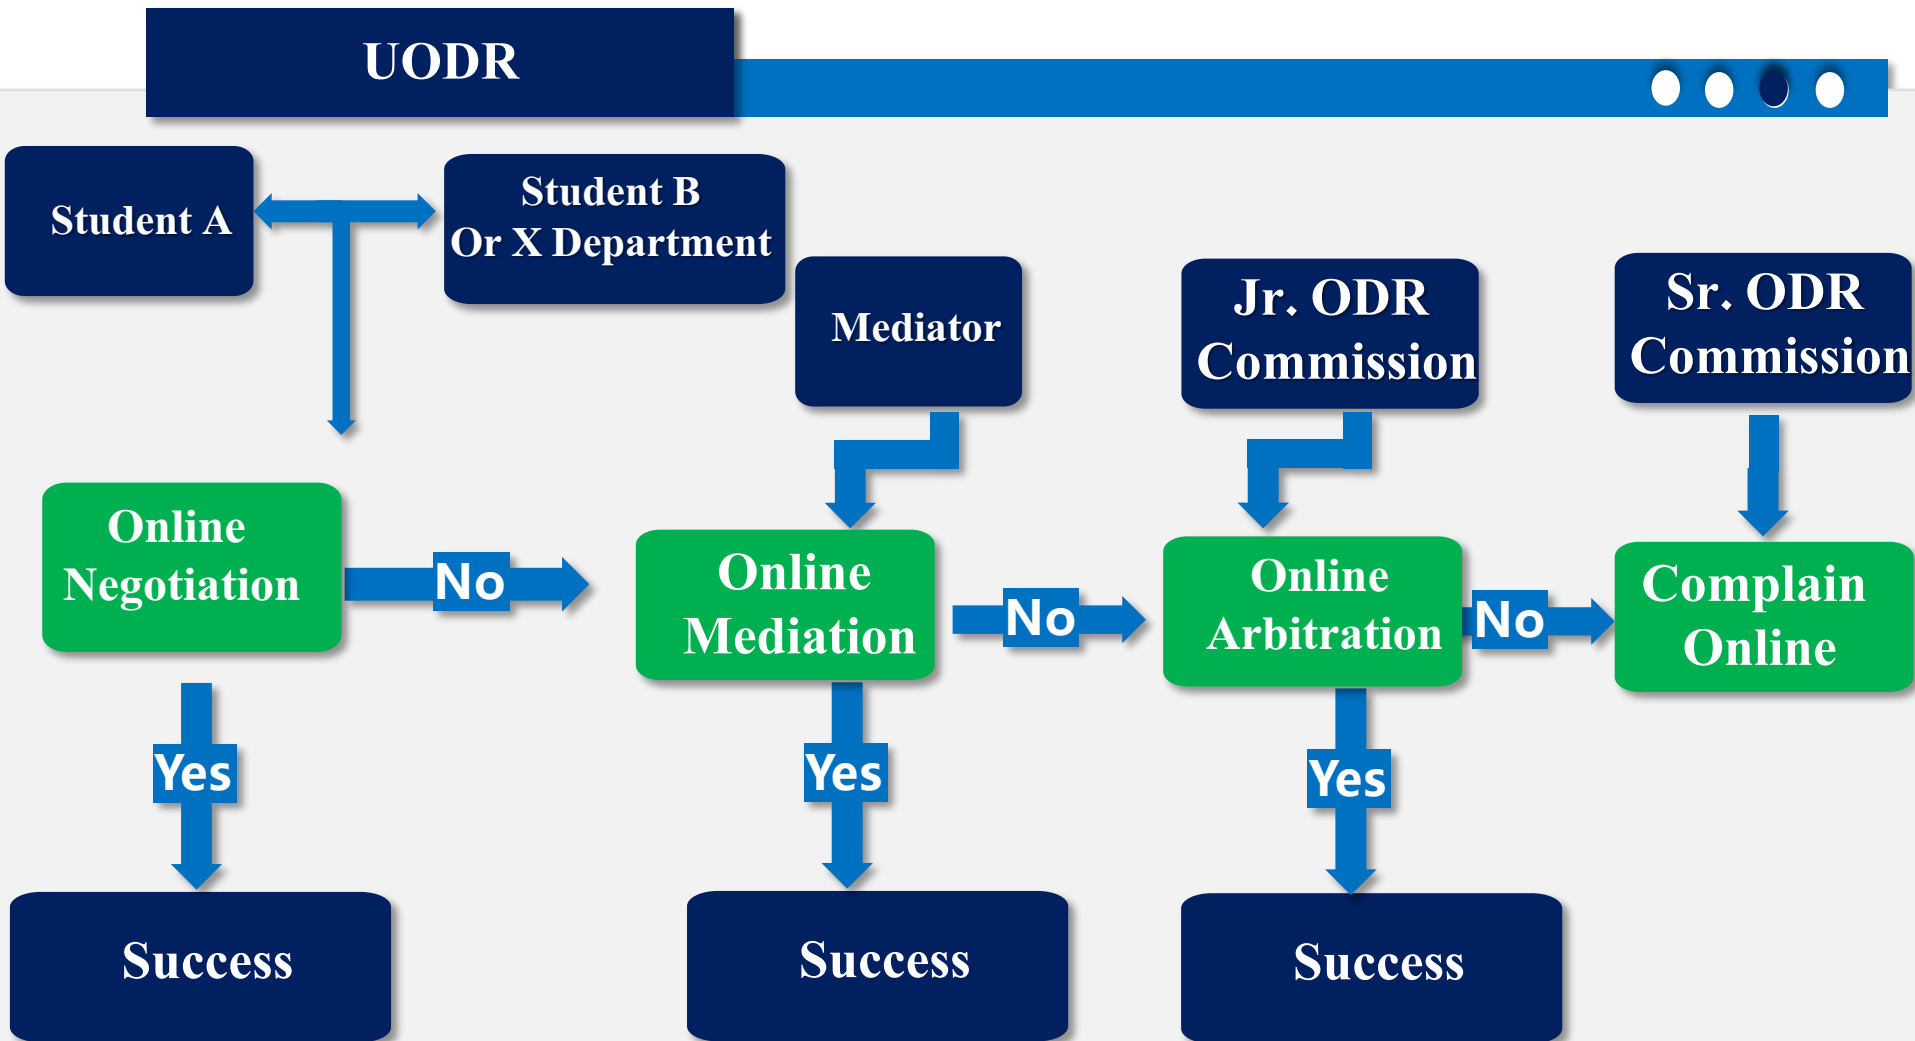 UODR
Student A
Student B
Or X Department
Mediator
Jr. ODR
Commission
Sr. ODR
Commission
Online
Negotiation
No
Online
Mediation
No
Online
Arbitration
No
Complain
Online
Yes
Yes
Yes
Success
Success
Success